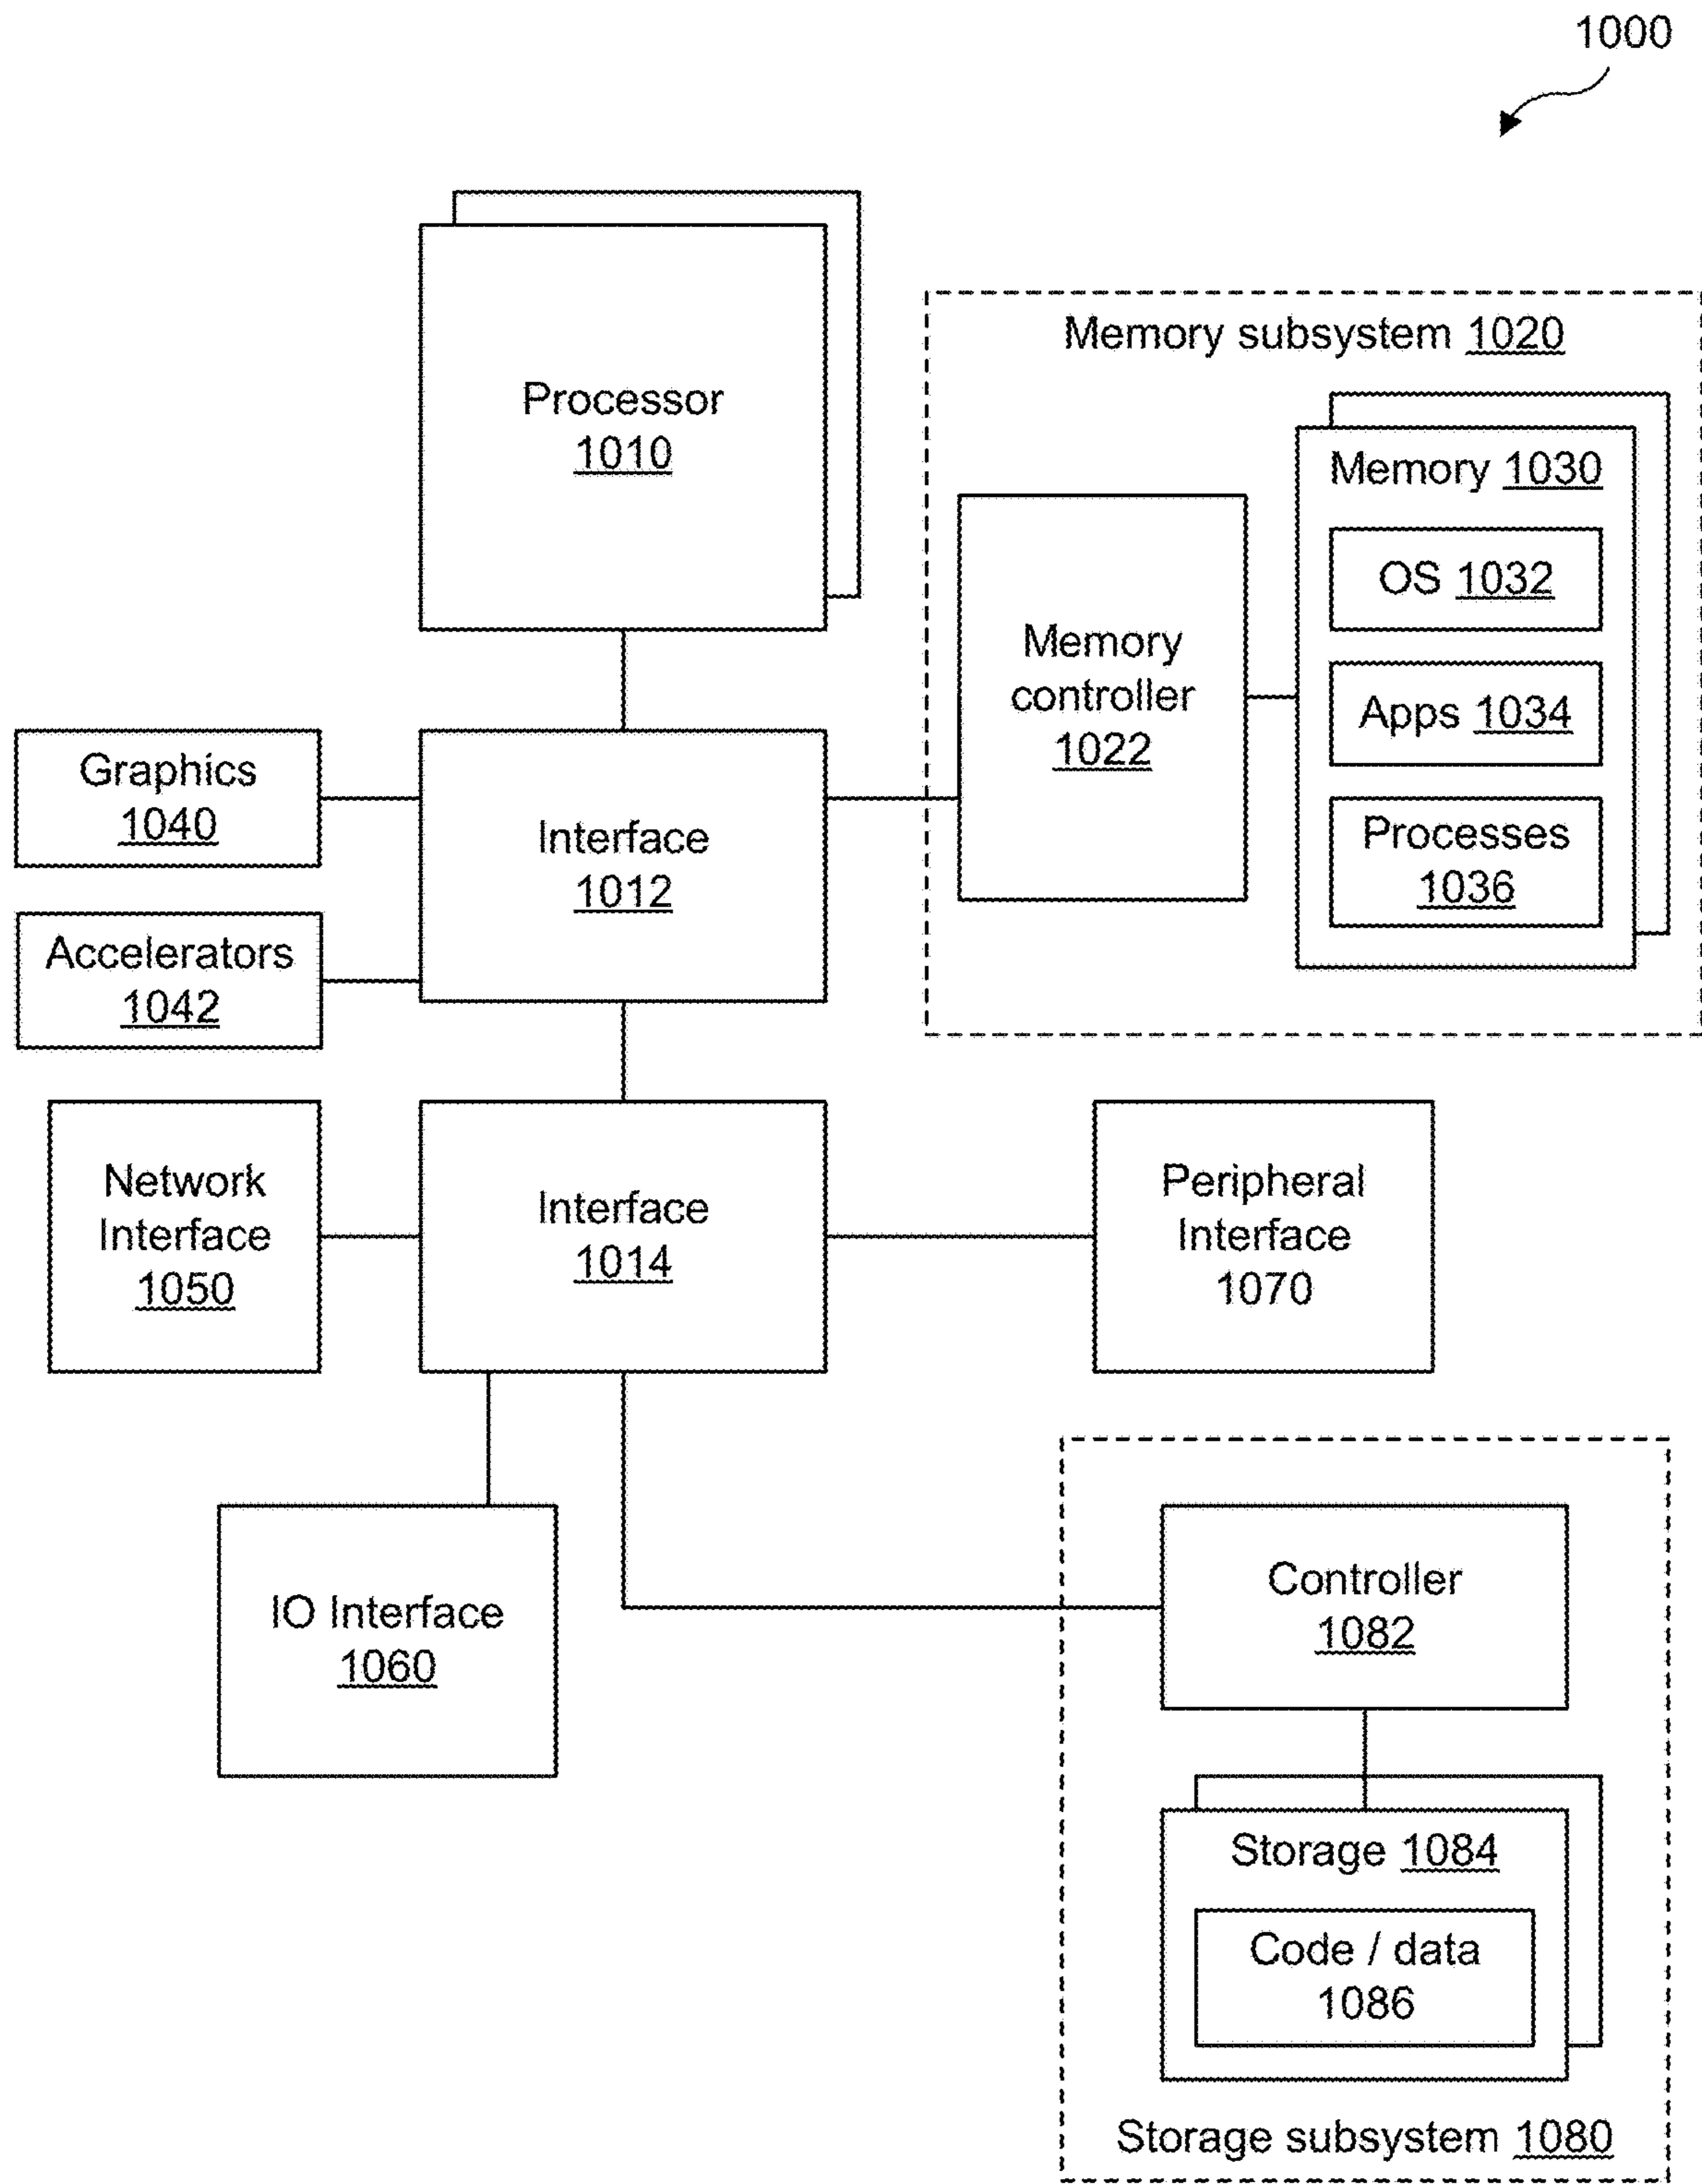 1000
Processor
1010
Memory subsystem 1020
Memory 1030
OS 1032
Memory
controller
1022
Apps 1034
Processes
1036
Graphics
1040
Interface
1012
Accelerators
1042
Network
Interface
1050
Interface
1014
Peripheral
Interface
1070
IO Interface
1060
Controller
1082
Storage 1084
Code / data
1086
Storage subsystem 1080